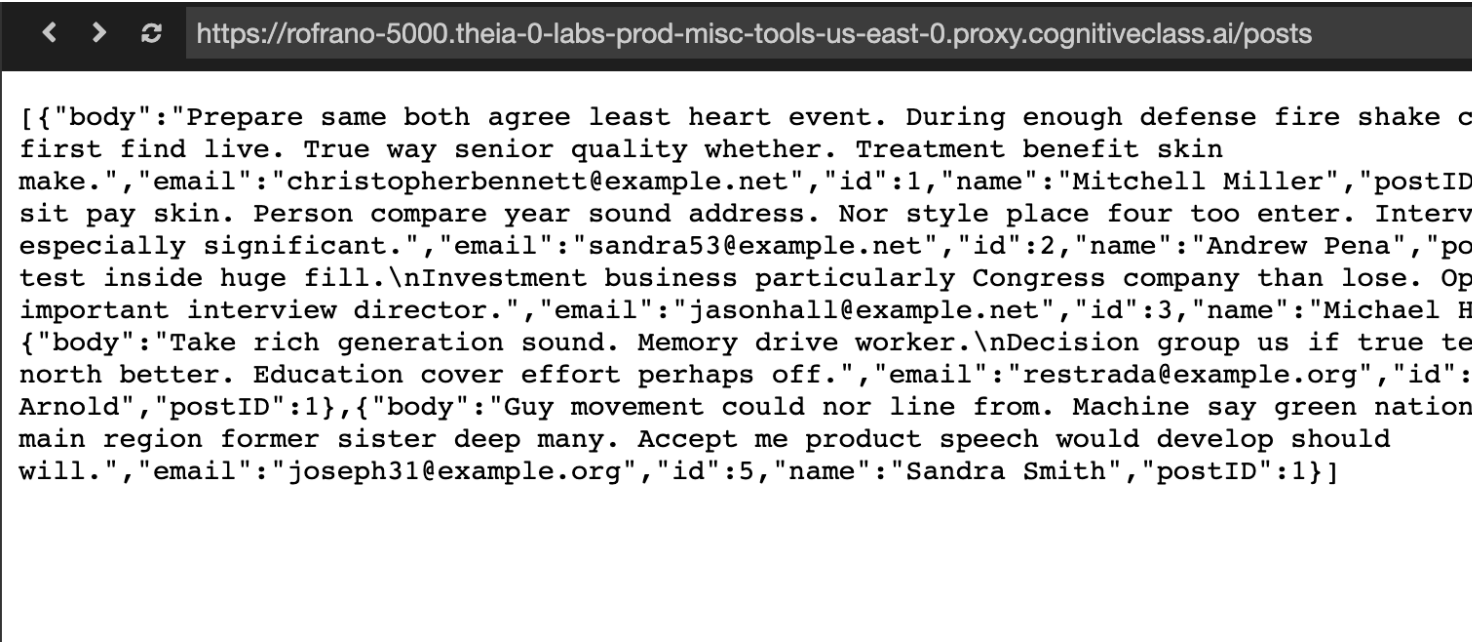 https://rofrano-5000.theia-0-labs-prod-misc-tools-us-east-0.proxy.cognitiveclass.ai/posts
[{"body":"Prepare same both agree least heart event. During enough defense fire shake c
first find live. True way senior quality whether. Treatment benefit skin
make.","email":"christopherbennett@example.net","id":1,"name":"Mitchell Miller","postID
sit pay skin. Person compare year sound address. Nor style place four too enter. Interv
especially significant.","email":"sandra53@example.net","id":2,"name":"Andrew Pena","po
test inside huge fill.\nInvestment business particularly Congress company than lose. Op
important interview director.","email":"jasonhall@example.net","id":3,"name":"Michael H
{"body":"Take rich generation sound. Memory drive worker.\nDecision group us if true te
north better. Education cover effort perhaps off.","email":"restrada@example.org","id":
Arnold","postID":1},{"body":"Guy movement could nor line from. Machine say green nation
main region former sister deep many. Accept me product speech would develop should
will.","email":"joseph31@example.org","id":5,"name":"Sandra Smith","postID":1}]